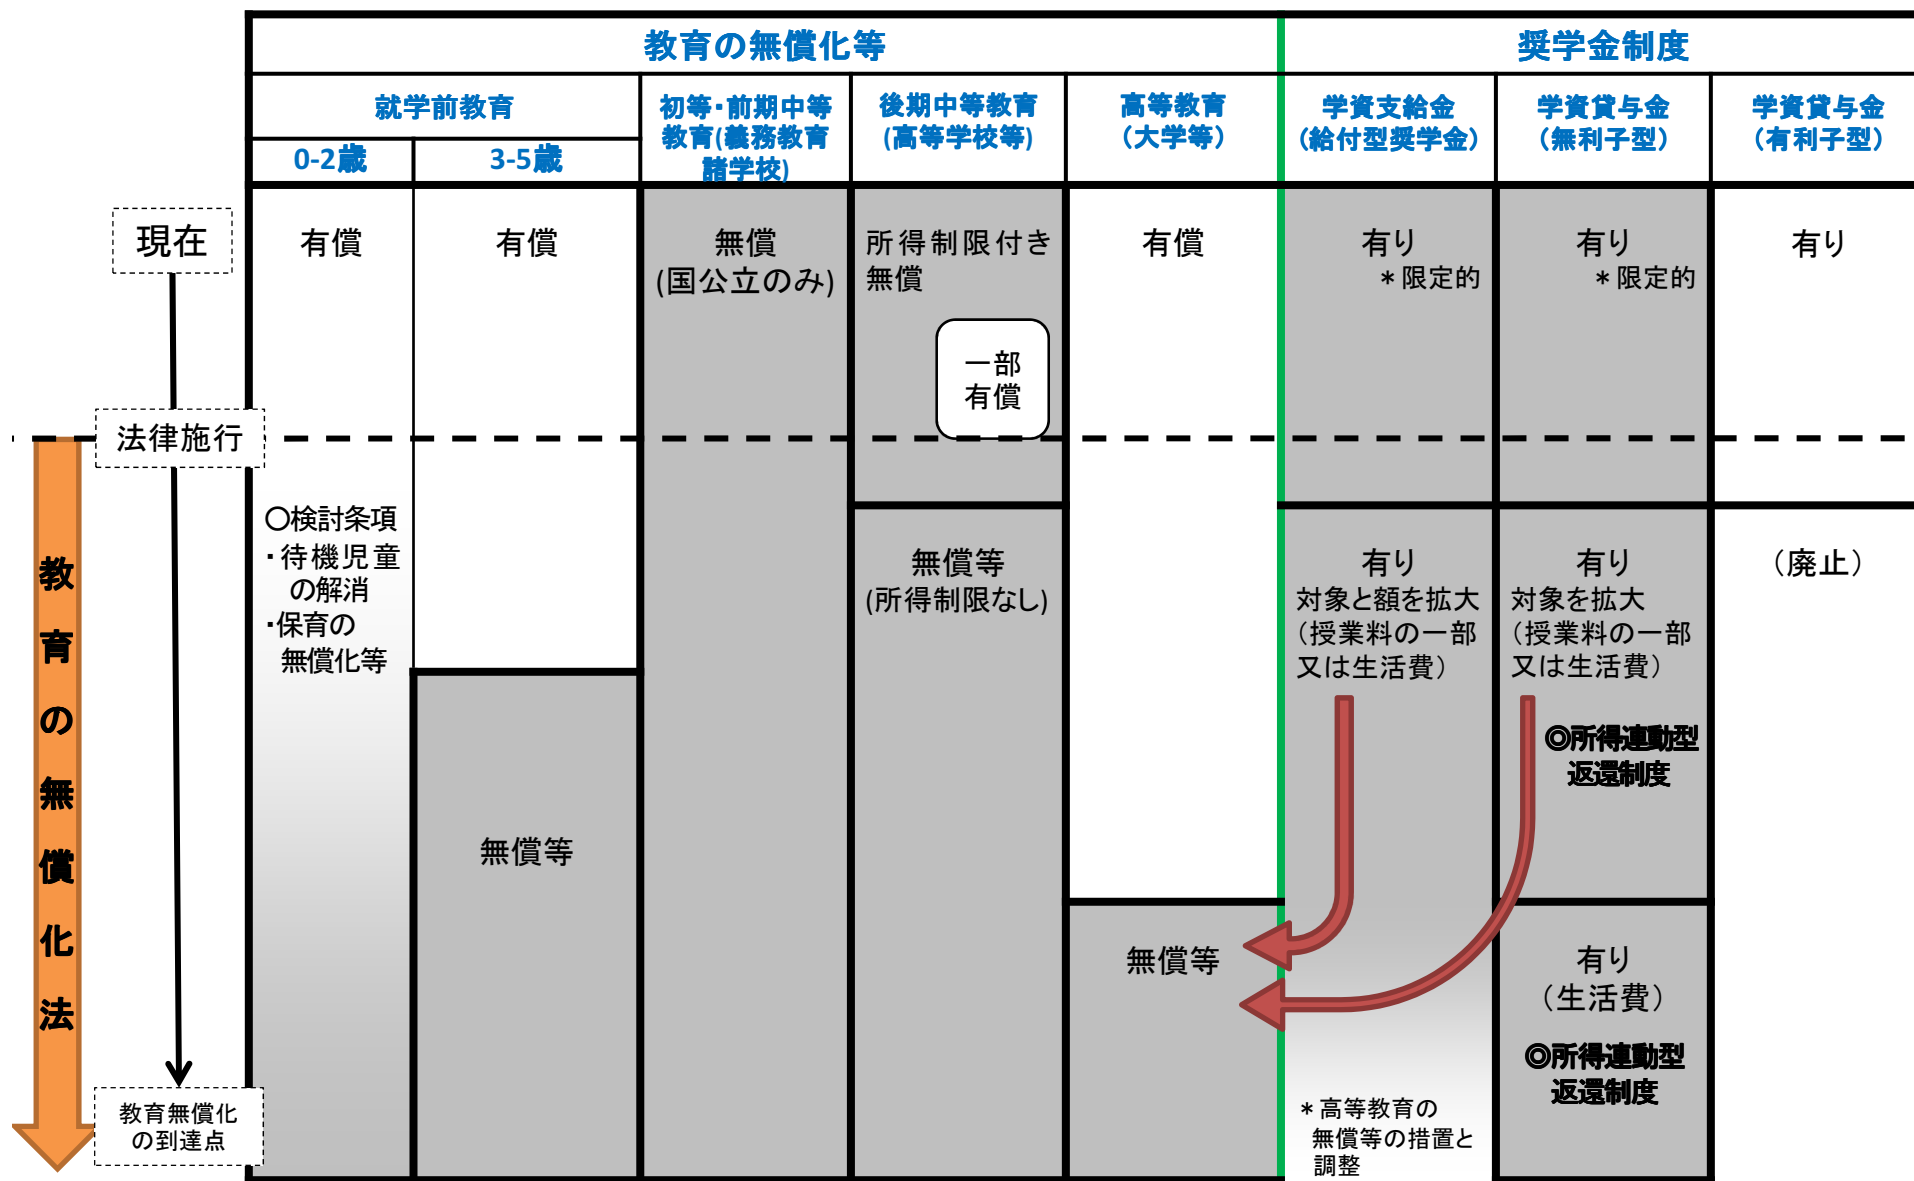 教育の無償化等
奨学金制度
就学前教育
0-2歳
3-5歳
初等・前期中等
教育(義務教育
諸学校)
後期中等教育
(高等学校等)
高等教育
（大学等）
学資支給金
（給付型奨学金）
学資貸与金
（無利子型）
学資貸与金
（有利子型）
現在
有償
有償
無償
(国公立のみ)
所得制限付き
無償
一部
有償
有償
有り
＊限定的
有り
＊限定的
有り
法律施行
教育の無償化法
○検討条項
・待機児童
の解消
・保育の
無償化等
無償等
無償等
(所得制限なし)
無償等
有り
対象と額を拡大
（授業料の一部
又は生活費）
＊高等教育の
無償等の措置と
調整
有り
対象を拡大
（授業料の一部
又は生活費）
◎所得連動型
返還制度
有り
（生活費）
◎所得連動型
返還制度
（廃止）
教育無償化
の到達点